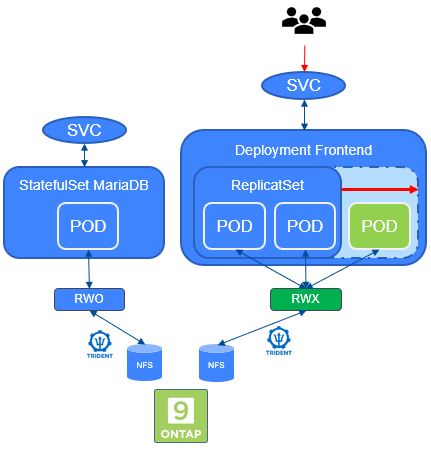 SVC
SVC
Deployment Frontend
StatefulSet MariaDB
ReplicatSet
POD
POD
POD
POD
RWO
RWX
TRIDENT
TRIDENT
NFS
NFS
9
ONTAP